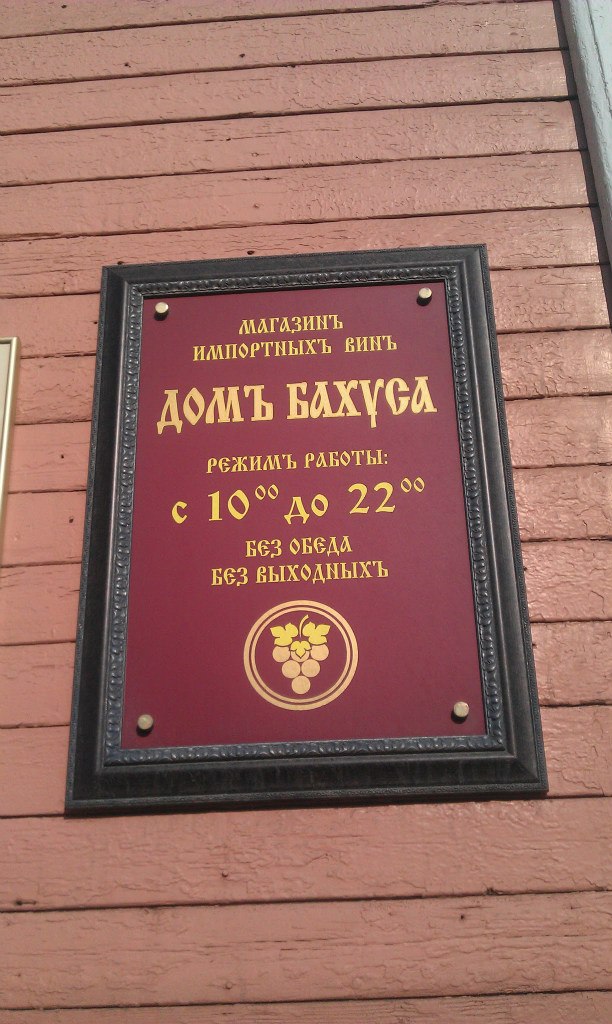 МАГАЗИНЪ
ИМПОРТНЫХЪ ВИНЪ
ДОМЪ БАХУСА
РЕЖИМЪ РАБОТЫ:
с 10⁰⁰ до 22⁰⁰
БЕЗ ОБЕДА
БЕЗ ВЫХОДНЫХЪ